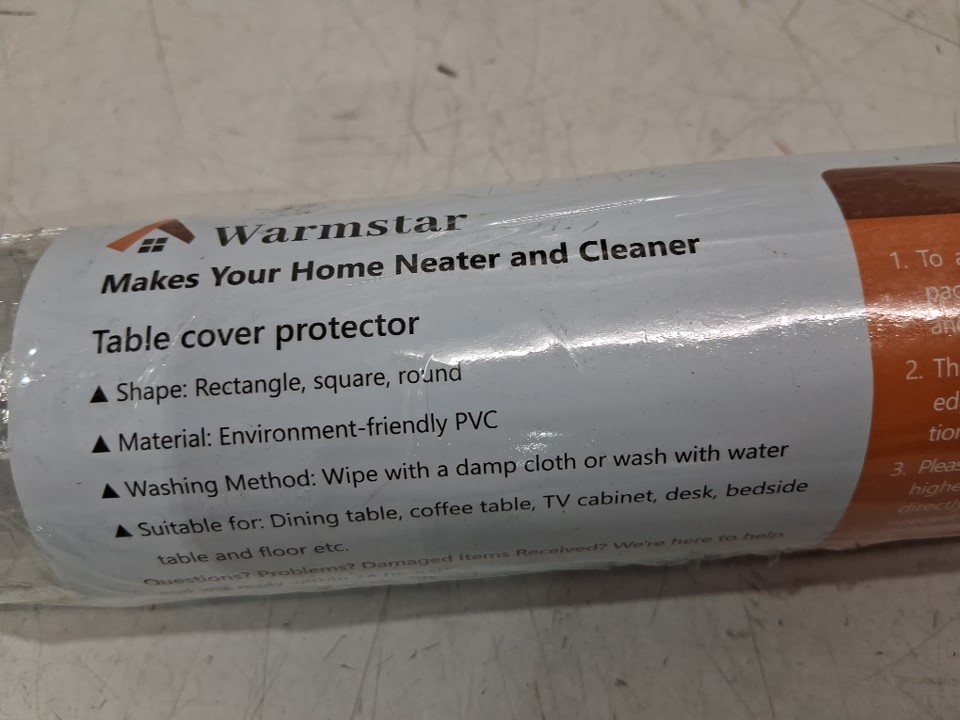 Warmstar
Makes Your Home Neater and Cleaner
Table cover protector
▲ Shape: Rectangle, square, round
▲ Material: Environment-friendly PVC
▲ Washing Method: Wipe with a damp cloth or wash with water
▲ Suitable for: Dining table, coffee table, TV cabinet, desk, bedside
table and floor etc.
Questions? Problems? Damaged Items Received? We're here to help
1. To
2.
3.
directly